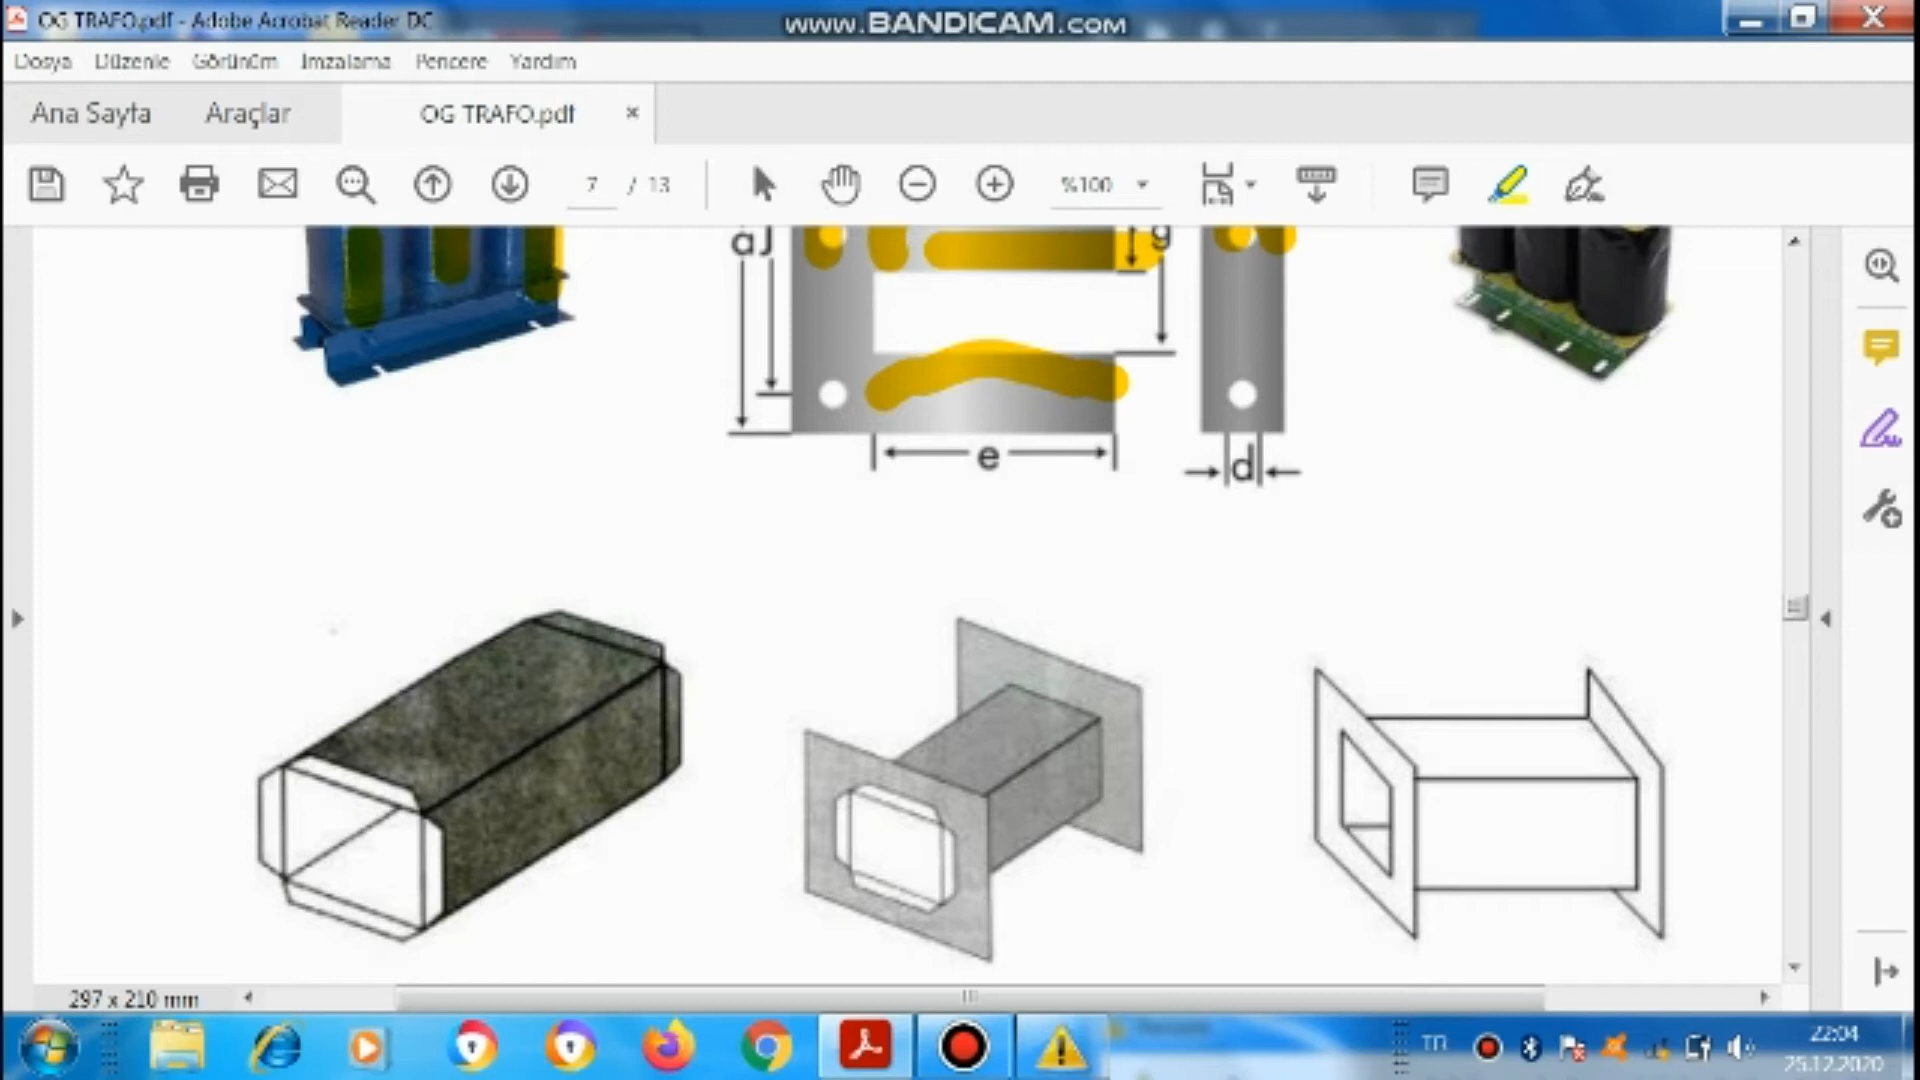 OG TRAFO.pdf - Adobe Acrobat Reader DC
www.BANDICAM.com
Dosya Düzenle Görünüm İmzalama Pencere Yardım
Ana Sayfa Araçlar OG TRAFO.pdf ×
7 / 13 %100
a
g
e
d
297 x 210 mm
TR
22:04
25.12.2020